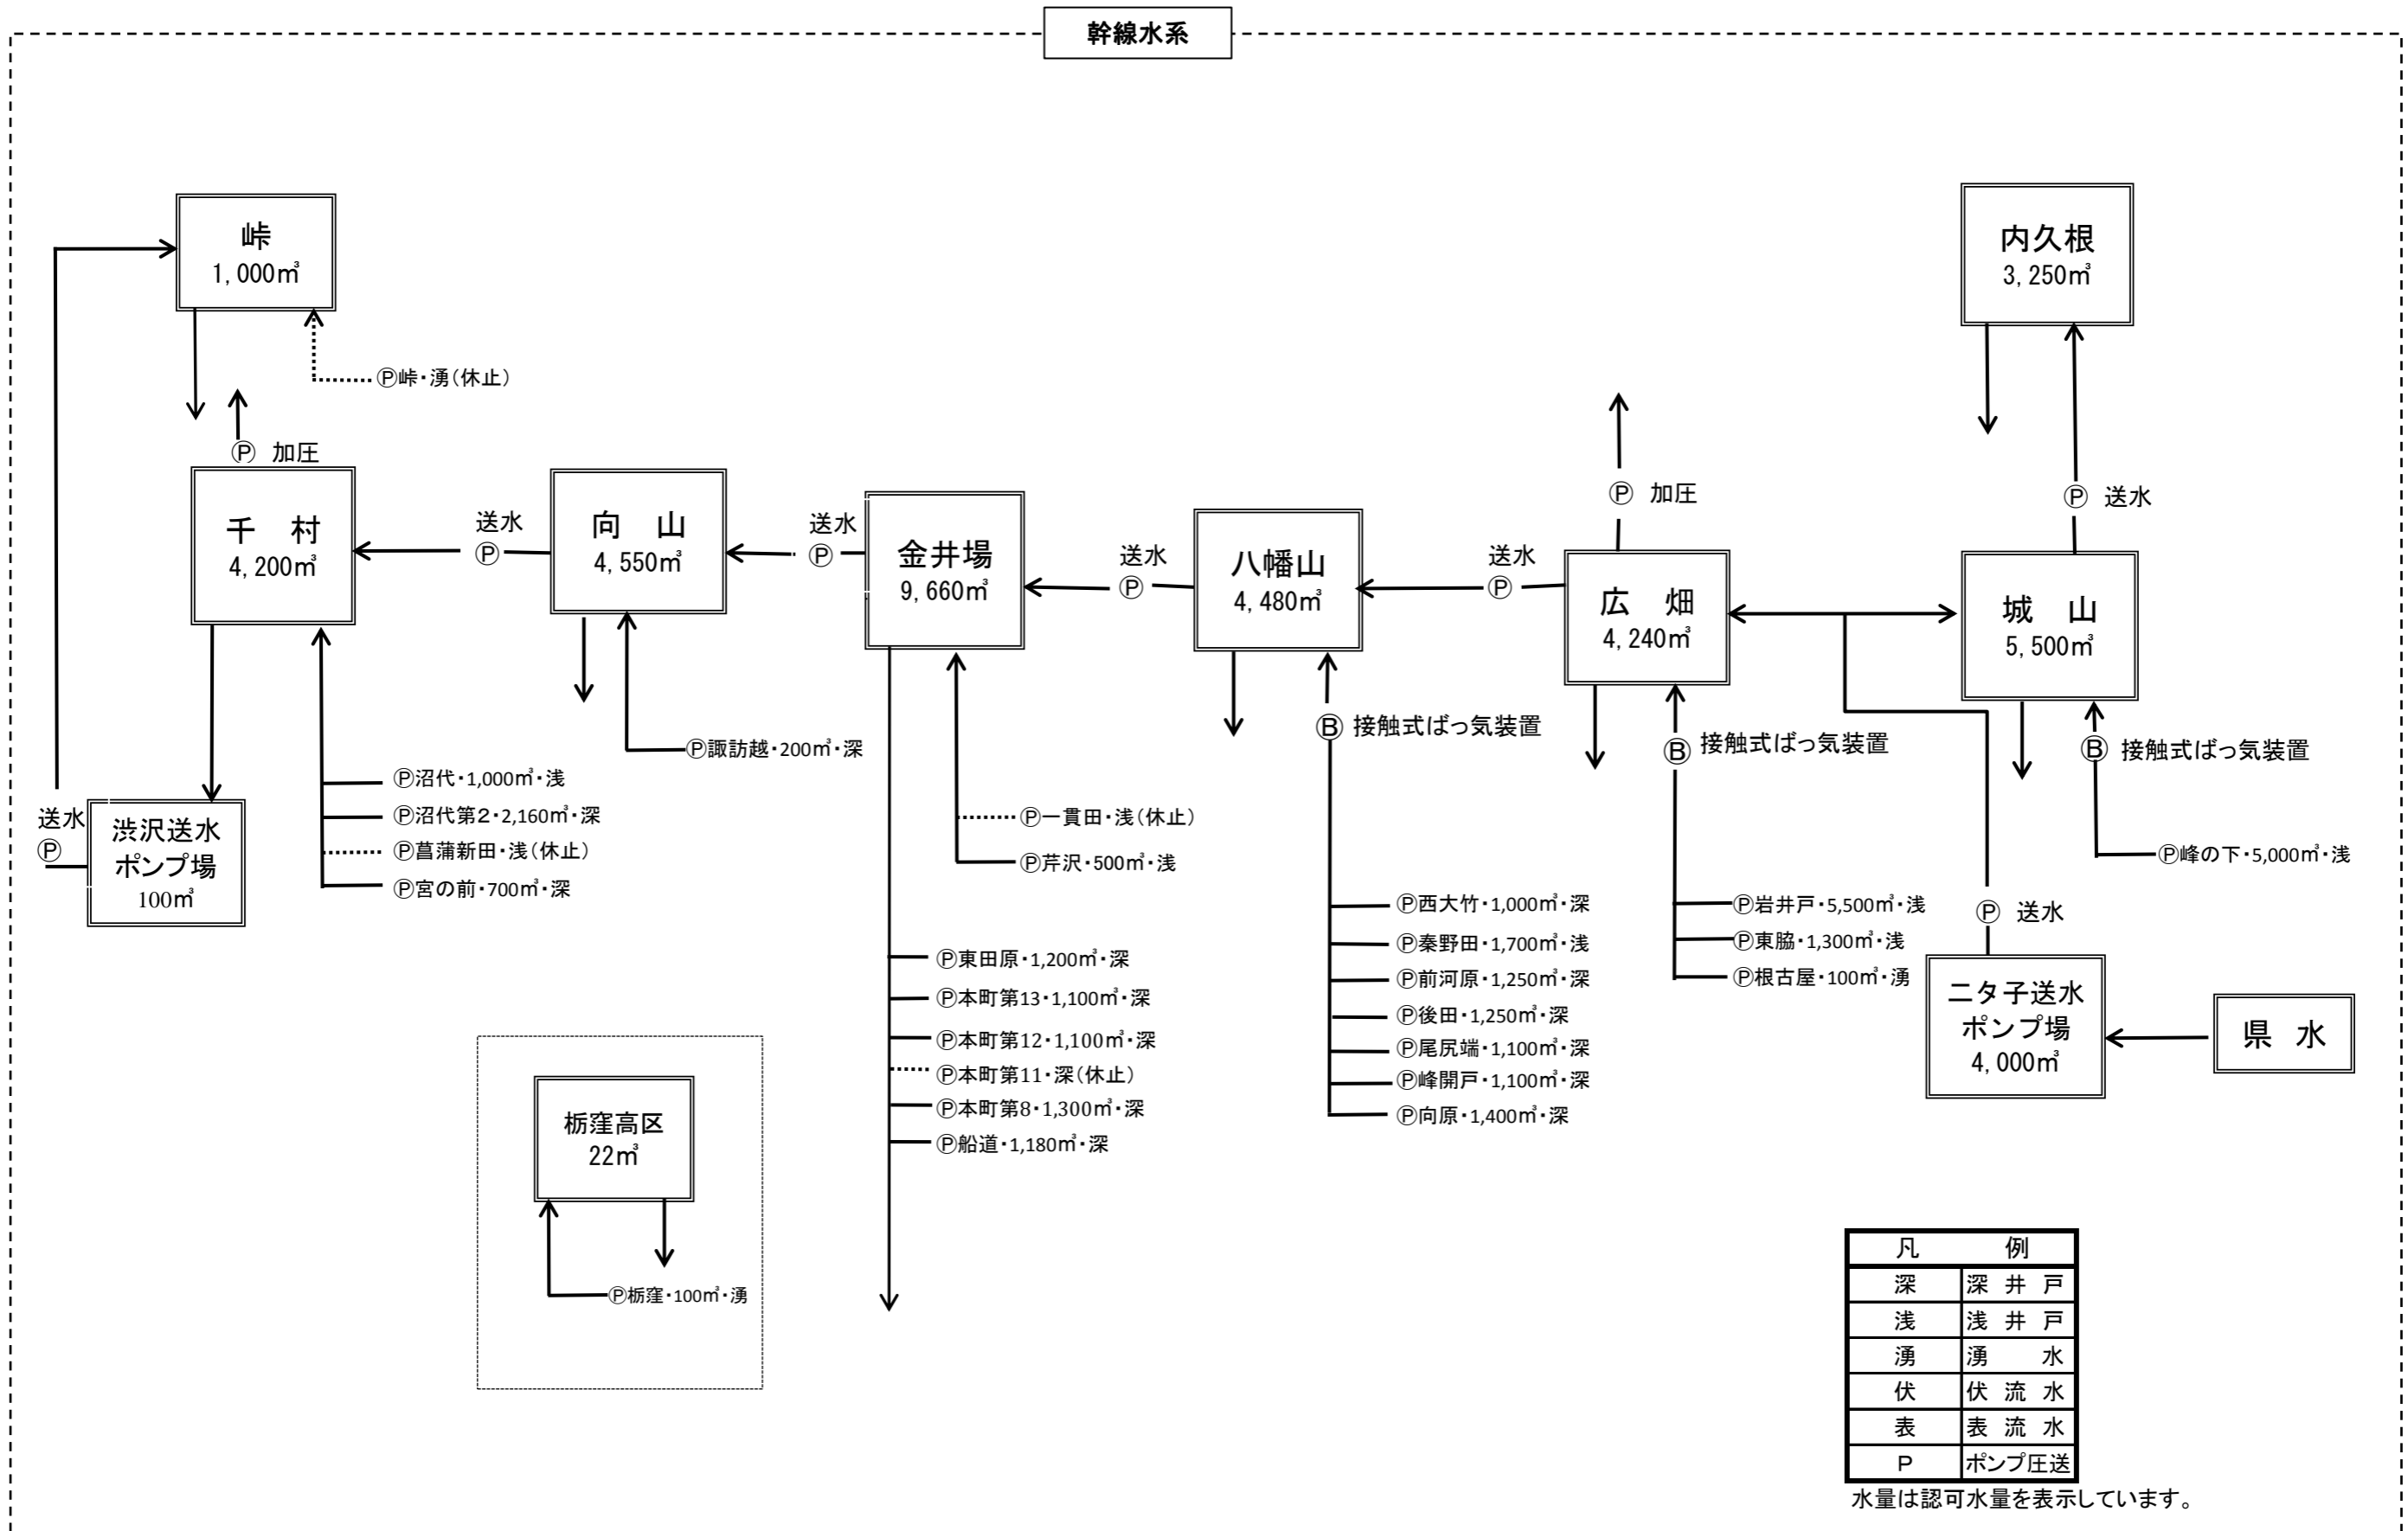 幹線水系
峠
1,000㎥
Ⓟ峠・湧(休止)
内久根
3,250㎥
Ⓟ 加圧
千 村
4,200㎥
送水
Ⓟ
向 山
4,550㎥
送水
Ⓟ
金井場
9,660㎥
送水
Ⓟ
八幡山
4,480㎥
送水
Ⓟ
Ⓟ 加圧
広 畑
4,240㎥
Ⓟ 送水
城 山
5,500㎥
送水
Ⓟ
渋沢送水
ポンプ場
100㎥
Ⓟ沼代・1,000㎥・浅
Ⓟ沼代第2・2,160㎥・深
Ⓟ菖蒲新田・浅(休止)
Ⓟ宮の前・700㎥・深
Ⓟ諏訪越・200㎥・深
Ⓟ一貫田・浅(休止)
Ⓟ芹沢・500㎥・浅
Ⓟ東田原・1,200㎥・深
Ⓟ本町第13・1,100㎥・深
Ⓟ本町第12・1,100㎥・深
Ⓟ本町第11・深(休止)
Ⓟ本町第8・1,300㎥・深
Ⓟ船道・1,180㎥・深
Ⓑ 接触式ばっ気装置
Ⓟ西大竹・1,000㎥・深
Ⓟ秦野田・1,700㎥・浅
Ⓟ前河原・1,250㎥・深
Ⓟ後田・1,250㎥・深
Ⓟ尾尻端・1,100㎥・深
Ⓟ峰開戸・1,100㎥・深
Ⓟ向原・1,400㎥・深
Ⓑ 接触式ばっ気装置
Ⓟ岩井戸・5,500㎥・浅
Ⓟ東脇・1,300㎥・浅
Ⓟ根古屋・100㎥・湧
Ⓑ 接触式ばっ気装置
Ⓟ峰の下・5,000㎥・浅
Ⓟ 送水
二タ子送水
ポンプ場
4,000㎥
県 水
栃窪高区
22㎥
Ⓟ栃窪・100㎥・湧
凡 例
深 深 井 戸
浅 浅 井 戸
湧 湧 水
伏 伏 流 水
表 表 流 水
P ポンプ圧送
水量は認可水量を表示しています。